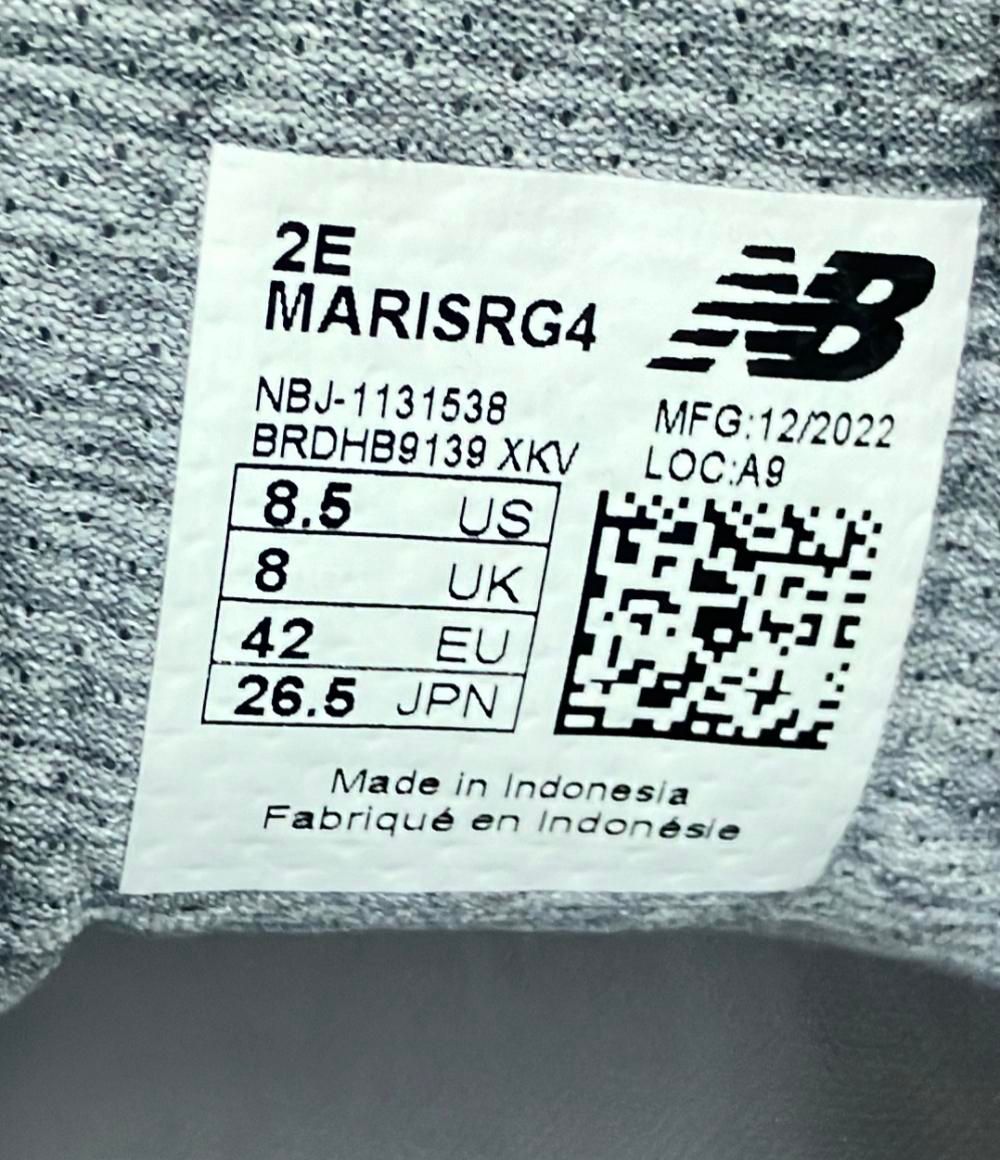 2E
MARISRG4
NB
NBJ-1131538
BRDHB9139 XKV
MFG:12/2022
LOC:A9
8.5 US
8 UK
42 EU
26.5 JPN
Made in Indonesia
Fabriqué en Indonésie